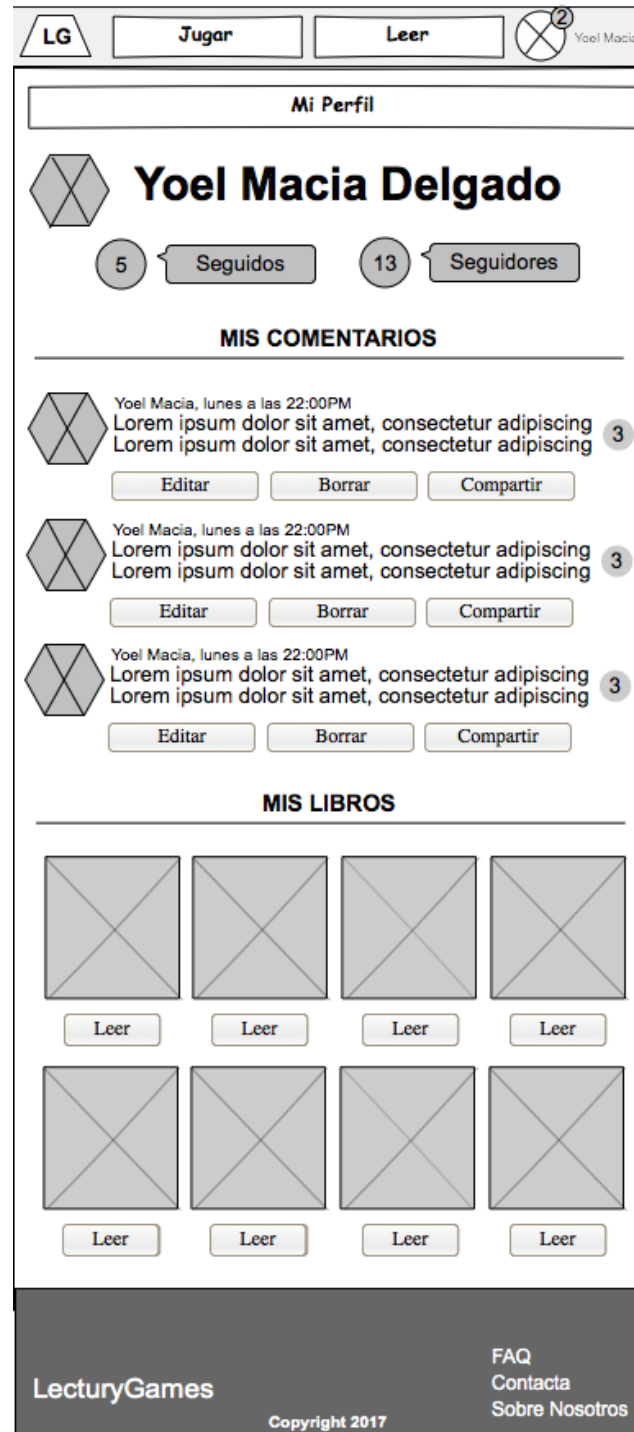 LG Jugar Leer 2 Yoel Macia
Mi Perfil
Yoel Macia Delgado
5 Seguidos 13 Seguidores
MIS COMENTARIOS
Yoel Macia, lunes a las 22:00PM
Lorem ipsum dolor sit amet, consectetur adipiscing
Lorem ipsum dolor sit amet, consectetur adipiscing
3
Editar Borrar Compartir
Yoel Macia, lunes a las 22:00PM
Lorem ipsum dolor sit amet, consectetur adipiscing
Lorem ipsum dolor sit amet, consectetur adipiscing
3
Editar Borrar Compartir
Yoel Macia, lunes a las 22:00PM
Lorem ipsum dolor sit amet, consectetur adipiscing
Lorem ipsum dolor sit amet, consectetur adipiscing
3
Editar Borrar Compartir
MIS LIBROS
Leer Leer Leer Leer
Leer Leer Leer Leer
FAQ
LecturyGames Contacta
Sobre Nosotros
Copyright 2017